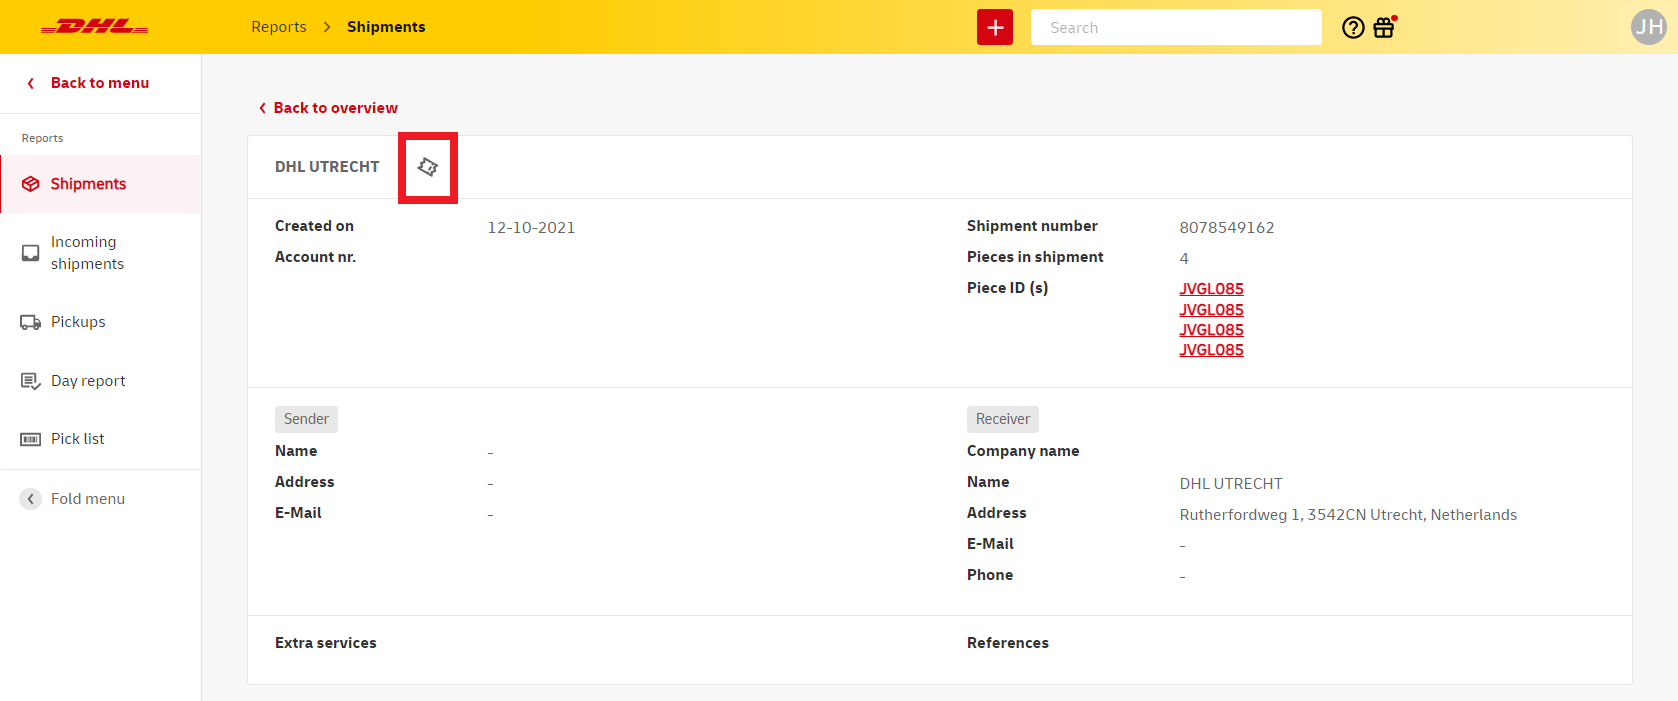 DHL
Reports > Shipments
+
Search
JH
Back to menu
Reports
Shipments
Incoming
shipments
Pickups
Day report
Pick list
Fold menu
Back to overview
DHL UTRECHT
Created on 12-10-2021
Account nr.
Shipment number 8078549162
Pieces in shipment 4
Piece ID (s) JVGL085
JVGL085
JVGL085
JVGL085
Sender
Name -
Address -
E-Mail -
Receiver
Company name
Name DHL UTRECHT
Address Rutherfordweg 1, 3542CN Utrecht, Netherlands
E-Mail -
Phone -
Extra services
References